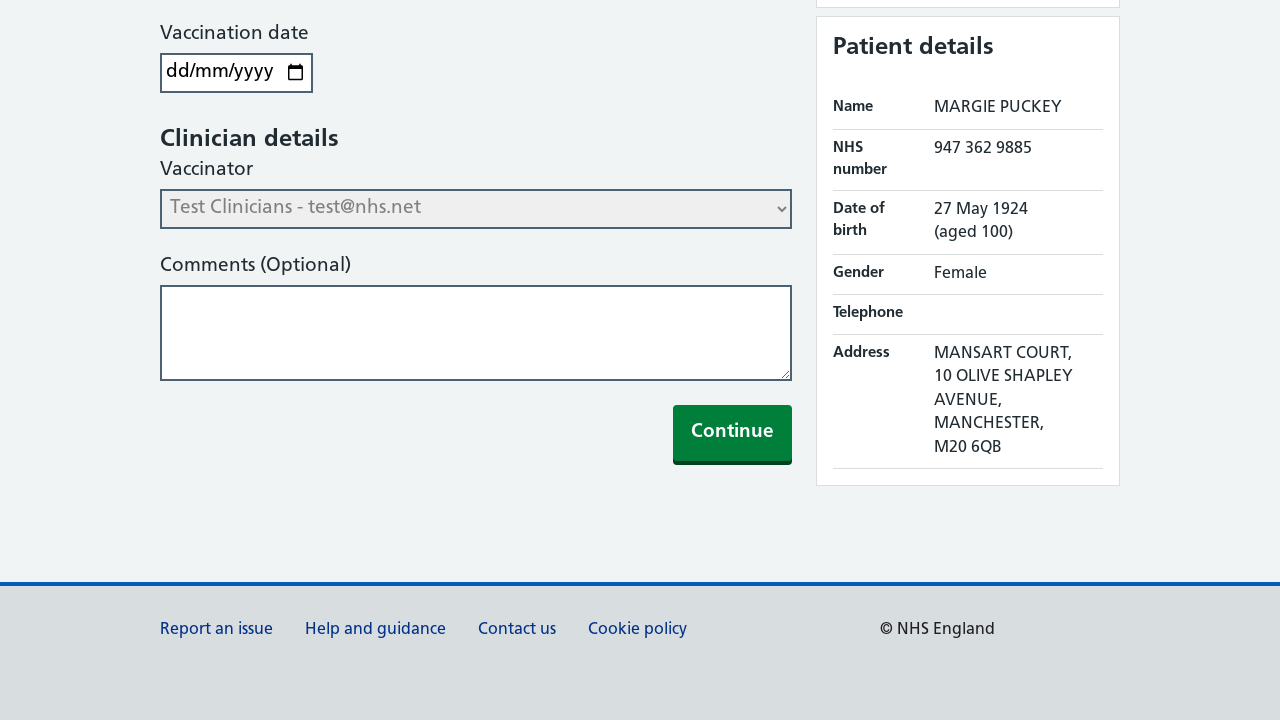 Vaccination date
dd/mm/yyyy
Clinician details
Vaccinator
Test Clinicians - test@nhs.net
Comments (Optional)
Continue
Patient details
Name MARGIE PUCKEY
NHS number 947 362 9885
Date of birth 27 May 1924
(aged 100)
Gender Female
Telephone
Address MANSART COURT,
10 OLIVE SHAPLEY
AVENUE,
MANCHESTER,
M20 6QB
Report an issue Help and guidance Contact us Cookie policy © NHS England